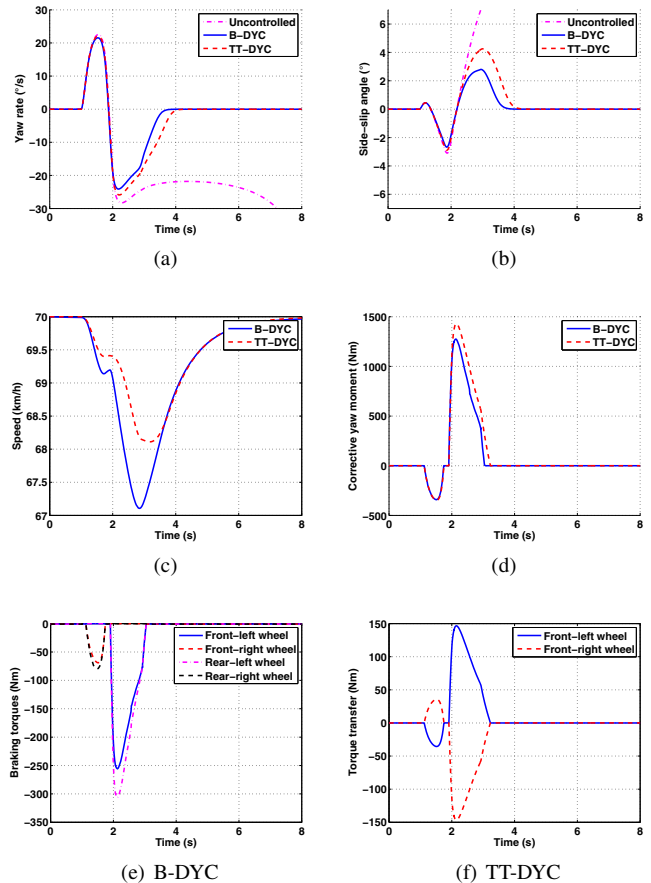 30
20
10
0
−10
−20
−30
Yaw rate (°/s)
0 2 4 6 8
Time (s)
Uncontrolled
B−DYC
TT−DYC
(a)
6
4
2
0
−2
−4
−6
Side−slip angle (°)
0 2 4 6 8
Time (s)
Uncontrolled
B−DYC
TT−DYC
(b)
70
69.5
69
68.5
68
67.5
67
Speed (km/h)
0 2 4 6 8
Time (s)
B−DYC
TT−DYC
(c)
1500
1000
500
0
−500
Corrective yaw moment (Nm)
0 2 4 6 8
Time (s)
B−DYC
TT−DYC
(d)
0
−50
−100
−150
−200
−250
−300
−350
Braking torques (Nm)
0 2 4 6 8
Time (s)
Front−left wheel
Front−right wheel
Rear−left wheel
Rear−right wheel
(e) B-DYC
150
100
50
0
−50
−100
−150
Torque transfer (Nm)
0 2 4 6 8
Time (s)
Front−left wheel
Front−right wheel
(f) TT-DYC